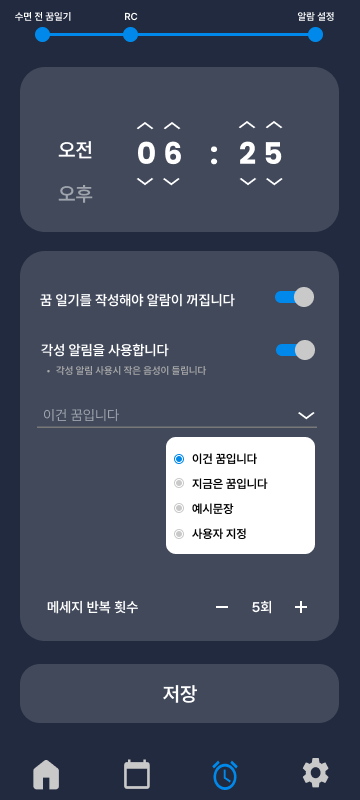 수면 전 꿈일기 RC 알람 설정
오전 06 : 25
오후
꿈 일기를 작성해야 알람이 꺼집니다
각성 알림을 사용합니다
• 각성 알림 사용시 작은 음성이 들립니다
이건 꿈입니다
이건 꿈입니다
지금은 꿈입니다
예시문장
사용자 지정
메세지 반복 횟수 − 5회 +
저장